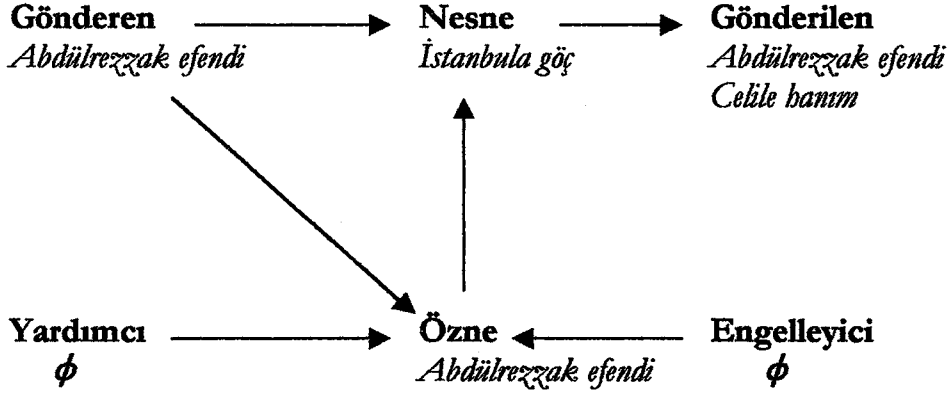 Gönderen
Nesne
Gönderilen
Abdülrezzak efendi
İstanbula göç
Abdülrezzak efendi
Celile hanım
Yardımcı
Özne
Engelleyici
ϕ
Abdülrezzak efendi
ϕ